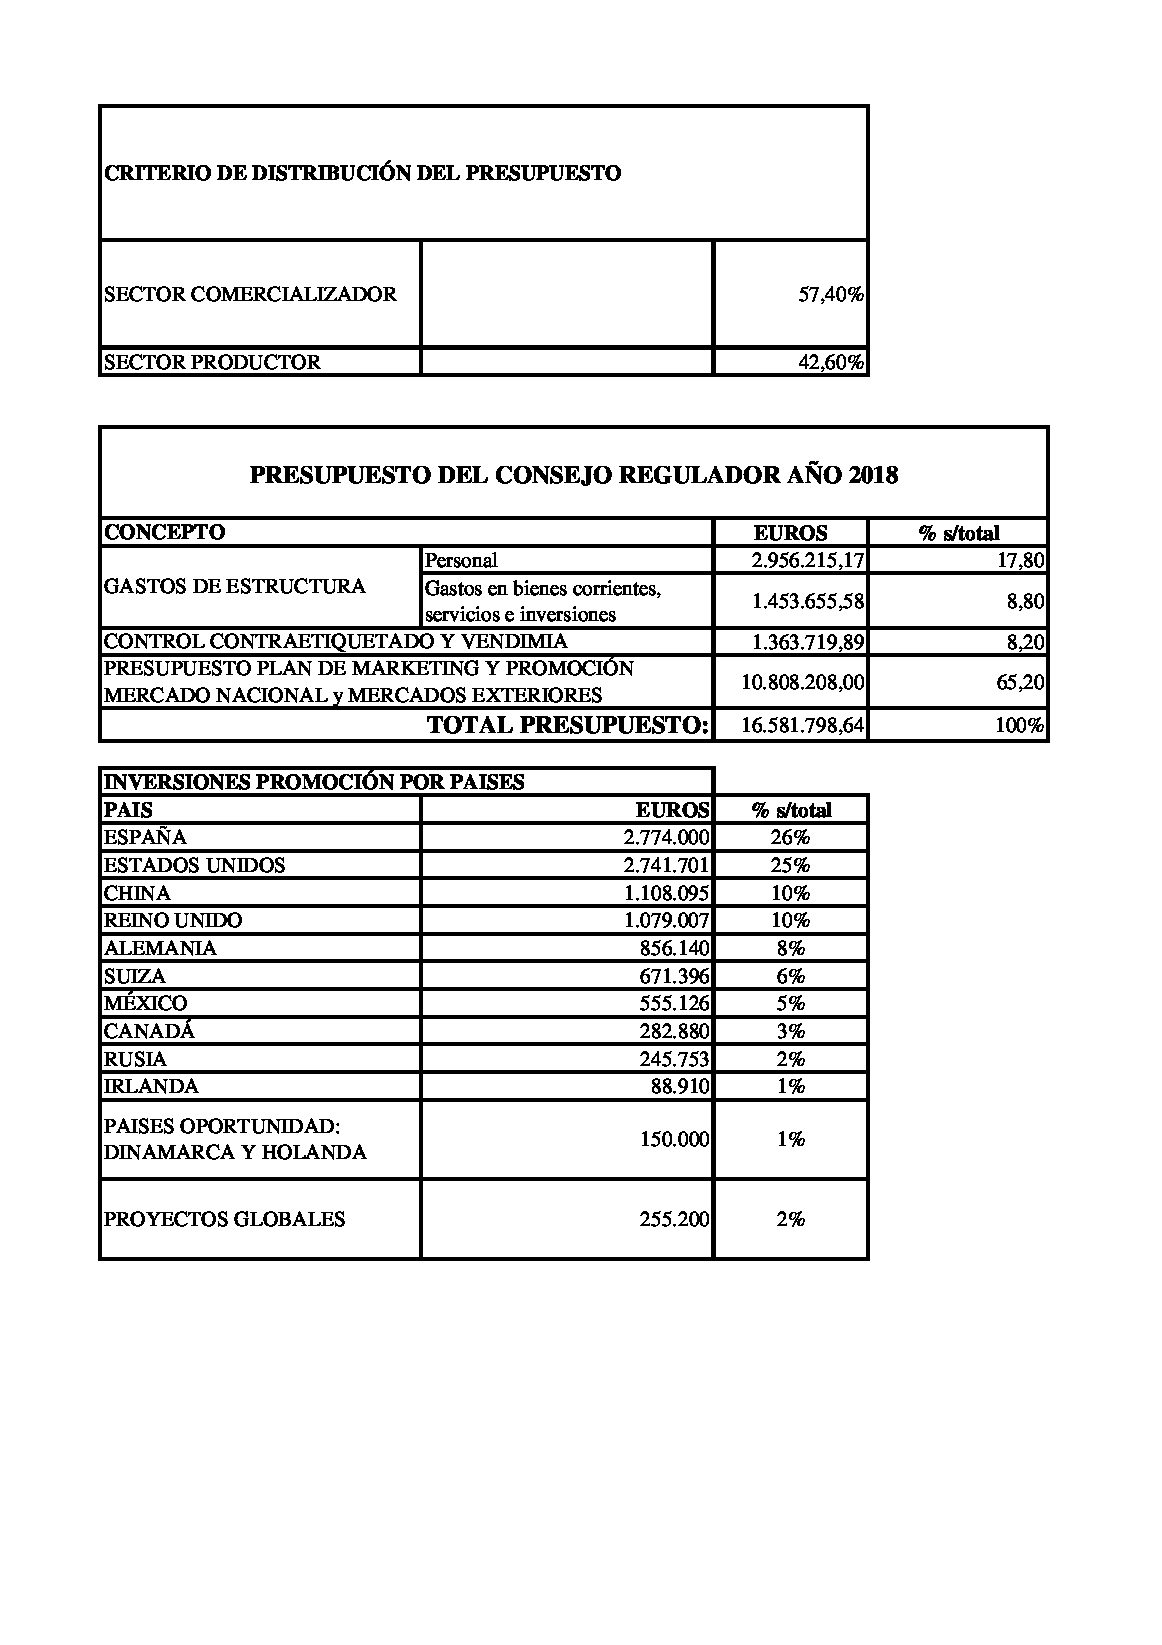 CRITERIO DE DISTRIBUCIÓN DEL PRESUPUESTO
SECTOR COMERCIALIZADOR 57,40%
SECTOR PRODUCTOR 42,60%
PRESUPUESTO DEL CONSEJO REGULADOR AÑO 2018
CONCEPTO EUROS % s/total
GASTOS DE ESTRUCTURA
Personal 2.956.215,17 17,80
Gastos en bienes corrientes,
servicios e inversiones
1.453.655,58 8,80
CONTROL CONTRAETIQUETADO Y VENDIMIA 1.363.719,89 8,20
PRESUPUESTO PLAN DE MARKETING Y PROMOCIÓN
MERCADO NACIONAL y MERCADOS EXTERIORES
10.808.208,00 65,20
TOTAL PRESUPUESTO: 16.581.798,64 100%
INVERSIONES PROMOCIÓN POR PAISES
PAIS EUROS % s/total
ESPAÑA 2.774.000 26%
ESTADOS UNIDOS 2.741.701 25%
CHINA 1.108.095 10%
REINO UNIDO 1.079.007 10%
ALEMANIA 856.140 8%
SUIZA 671.396 6%
MÉXICO 555.126 5%
CANADÁ 282.880 3%
RUSIA 245.753 2%
IRLANDA 88.910 1%
PAISES OPORTUNIDAD:
DINAMARCA Y HOLANDA
150.000 1%
PROYECTOS GLOBALES 255.200 2%